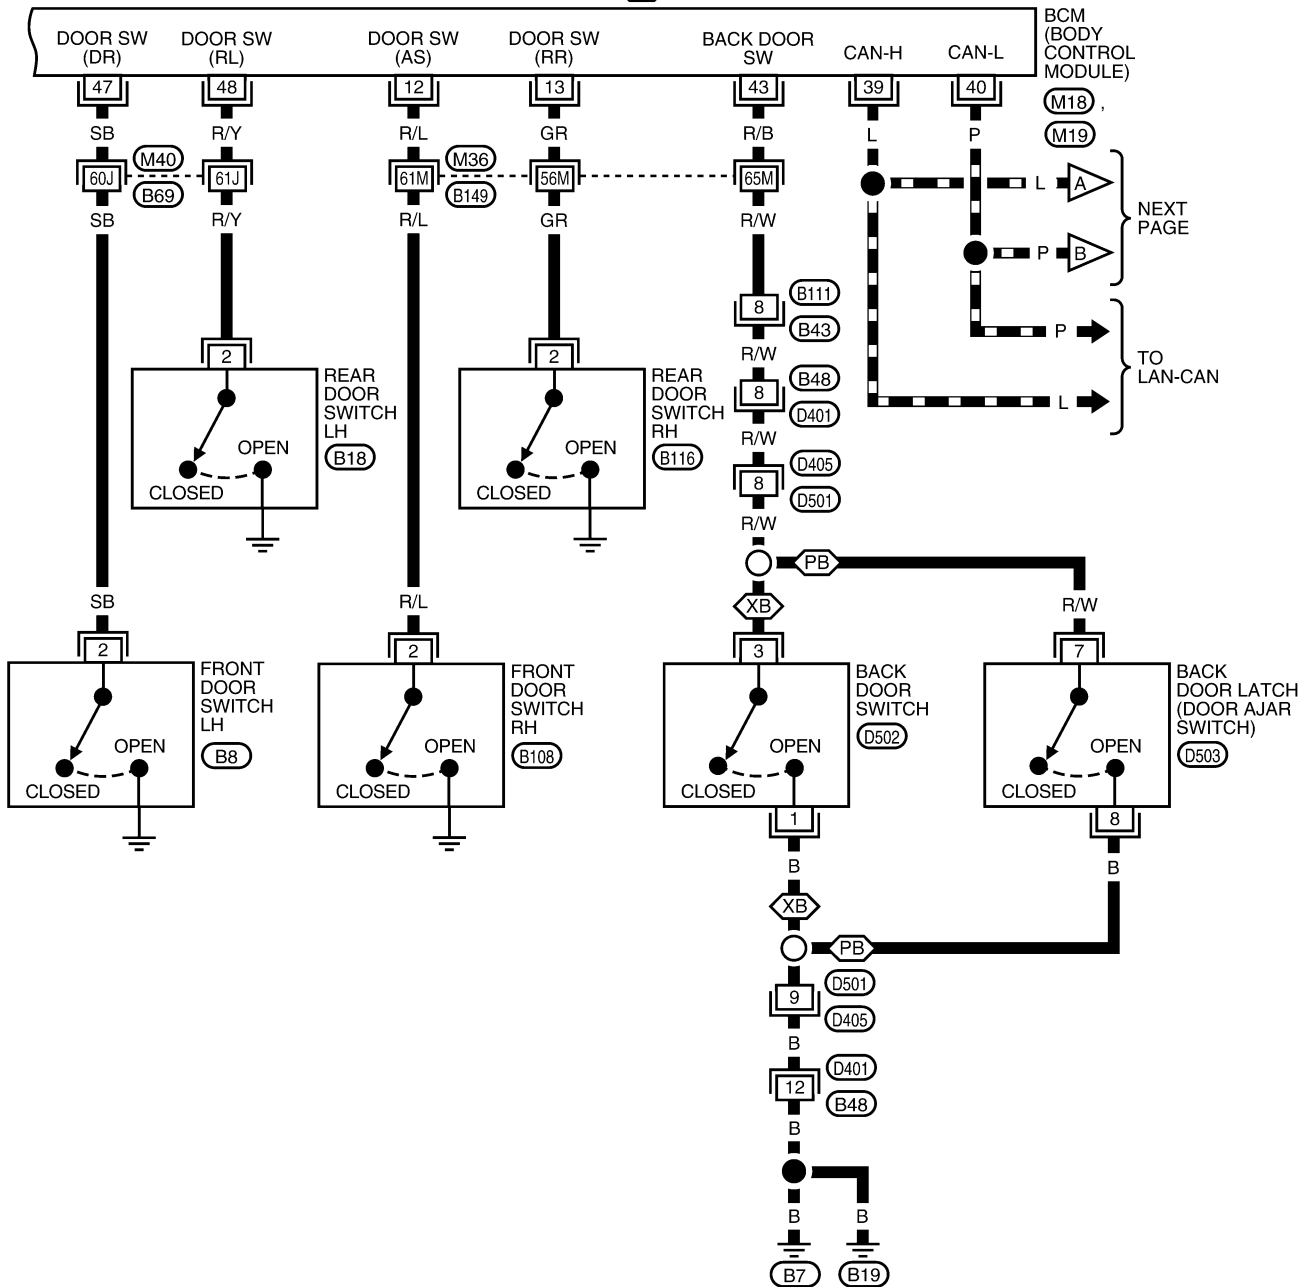 DOOR SW
(DR)
DOOR SW
(RL)
DOOR SW
(AS)
DOOR SW
(RR)
BACK DOOR
SW
CAN-H
CAN-L
BCM
(BODY
CONTROL
MODULE)
M18 ,
M19
47 48 12 13 43 39 40
SB R/Y R/L GR R/B L P
M40
B69
M36
B149
60J 61J 61M 56M 65M
L A
P B
NEXT
PAGE
SB R/Y R/L GR R/W
8
B111
B43
P
L
TO
LAN-CAN
R/W
8
B48
D401
R/W
8
D405
D501
R/W
2
REAR
DOOR
SWITCH
LH
B18
OPEN
CLOSED
2
REAR
DOOR
SWITCH
RH
B116
OPEN
CLOSED
PB
XB
R/W
SB
R/L
2
FRONT
DOOR
SWITCH
LH
B8
OPEN
CLOSED
2
FRONT
DOOR
SWITCH
RH
B108
OPEN
CLOSED
3
BACK
DOOR
SWITCH
D502
OPEN
CLOSED
1
7
BACK
DOOR LATCH
(DOOR AJAR
SWITCH)
D503
OPEN
CLOSED
8
B
B
XB
PB
9
D501
D405
B
12
D401
B48
B
B B
B7 B19